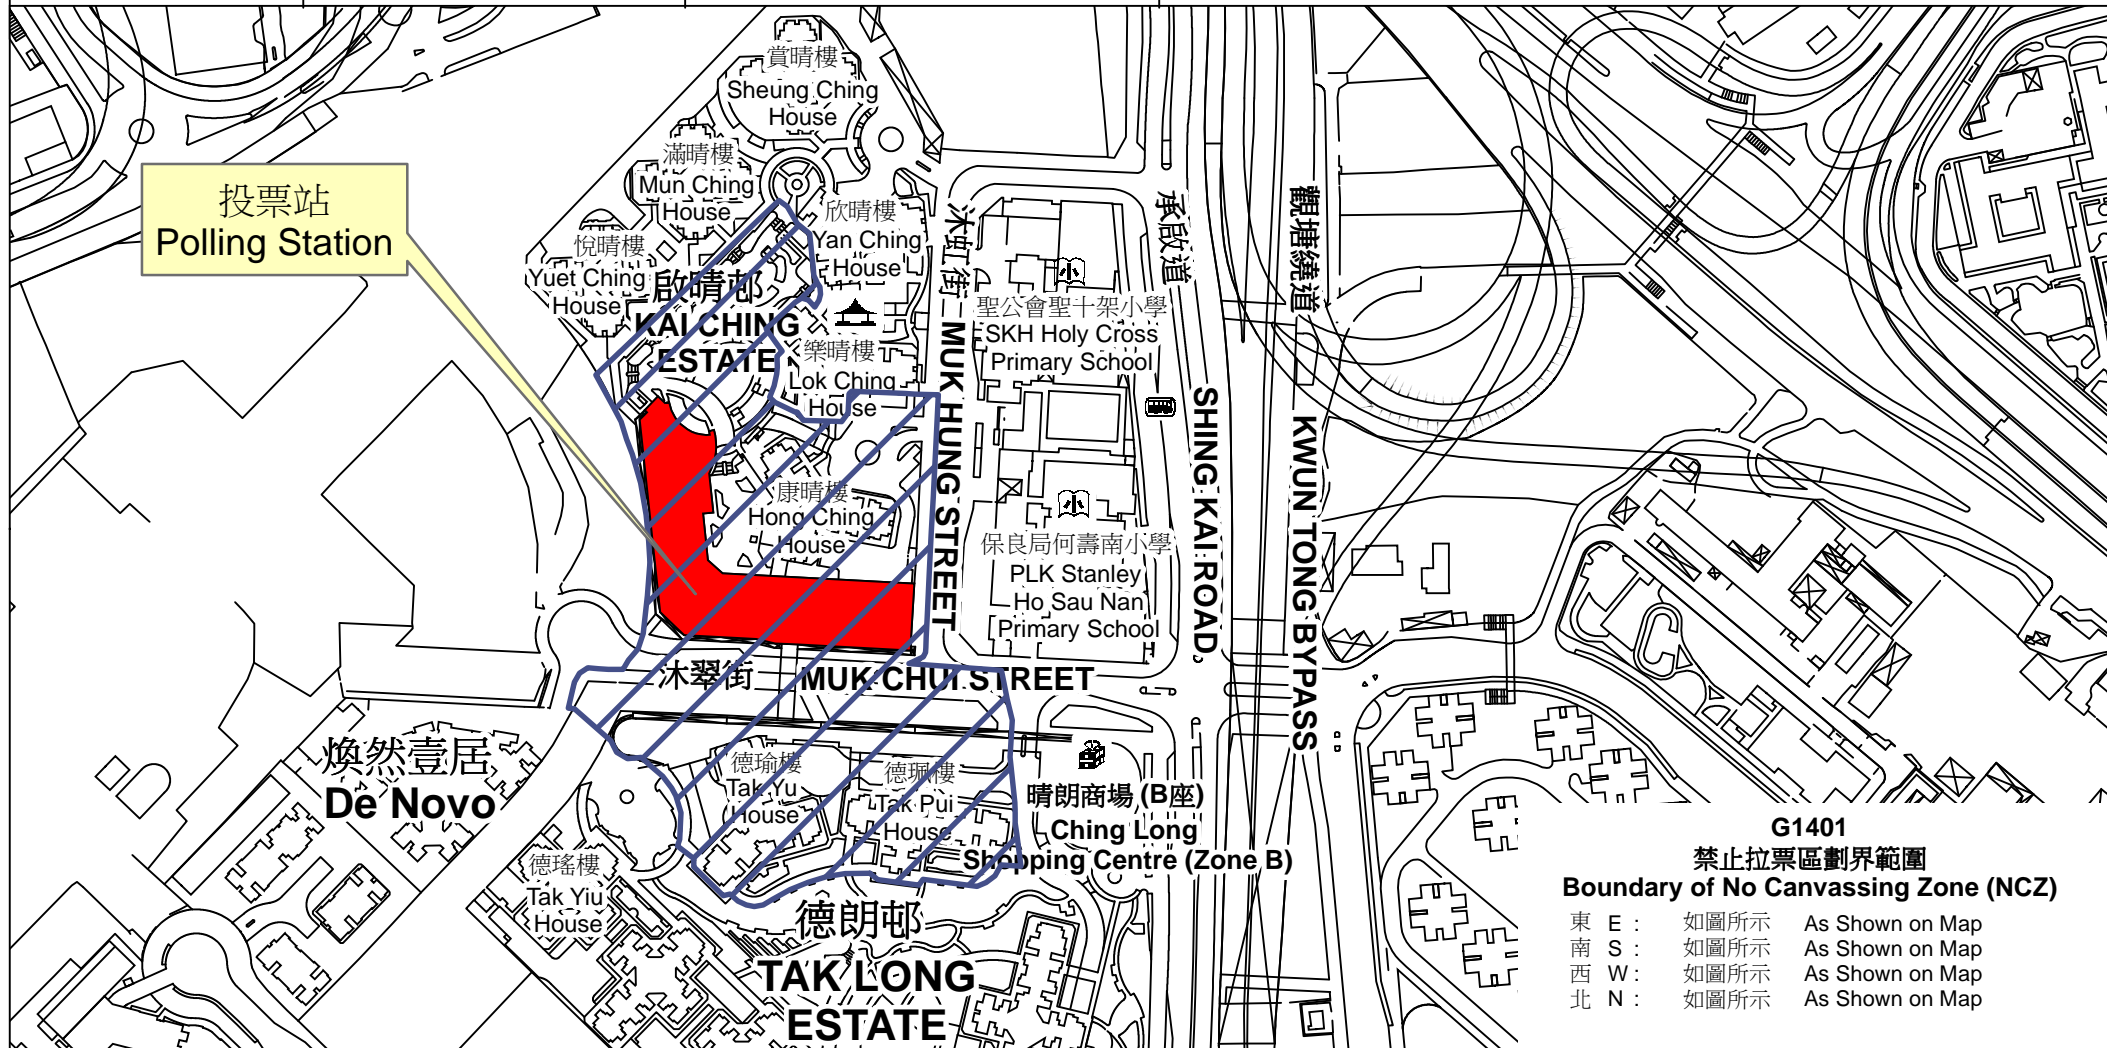 賞晴樓
Sheung Ching
House
滿晴樓
Mun Ching
House
投票站
Polling Station
欣晴樓
Yan Ching
House
悅晴樓
Yuet Ching
House
啟晴邨
KAI CHING
ESTATE
樂晴樓
Lok Ching
House
沐虹街
MUK HUNG STREET
聖公會聖十架小學
SKH Holy Cross
Primary School
承啟道
SHING KAI ROAD
觀塘繞道
KWUN TONG BYPASS
康晴樓
Hong Ching
House
保良局何壽南小學
PLK Stanley
Ho Sau Nan
Primary School
沐翠街
MUK CHUI STREET
煥然壹居
De Novo
德瑜樓
Tak Yu
House
德珮樓
Tak Pui
House
晴朗商場 (B座)
Ching Long
Shopping Centre (Zone B)
德瑤樓
Tak Yiu
House
德朗邨
TAK LONG
ESTATE
G1401
禁止拉票區劃界範圍
Boundary of No Canvassing Zone (NCZ)
東 E : 如圖所示 As Shown on Map
南 S : 如圖所示 As Shown on Map
西 W : 如圖所示 As Shown on Map
北 N : 如圖所示 As Shown on Map
小
小